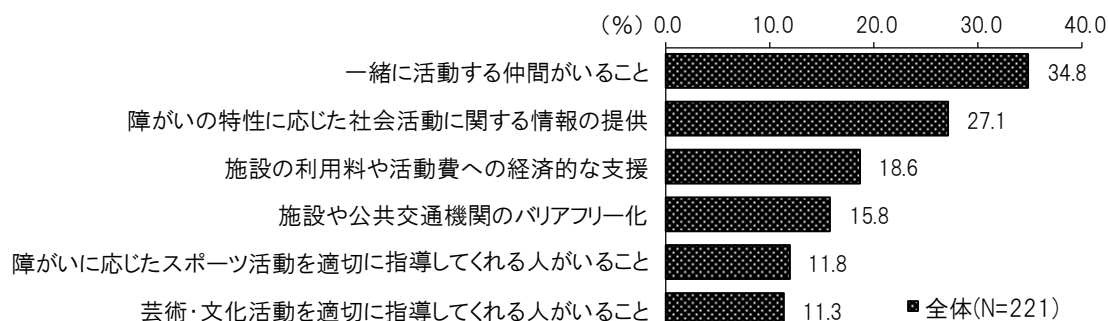 (%) 0.0 10.0 20.0 30.0 40.0
一緒に活動する仲間がいること 34.8
障がいの特性に応じた社会活動に関する情報の提供 27.1
施設の利用料や活動費への経済的な支援 18.6
施設や公共交通機関のバリアフリー化 15.8
障がいに応じたスポーツ活動を適切に指導してくれる人がいること 11.8
芸術・文化活動を適切に指導してくれる人がいること 11.3 全体(N=221)